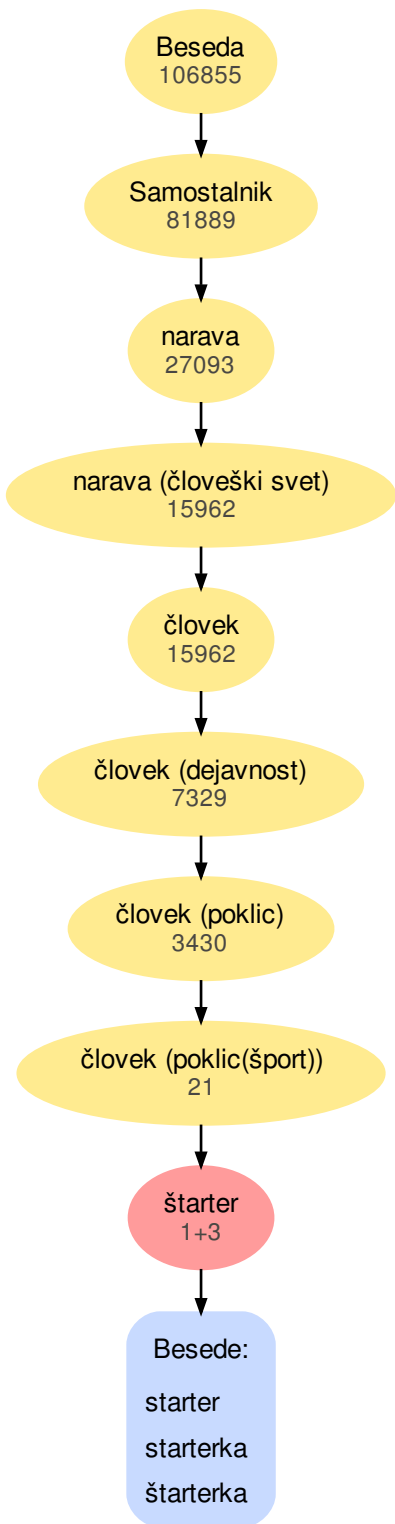 Beseda
106855
Samostalnik
81889
narava
27093
narava (človeški svet)
15962
človek
15962
človek (dejavnost)
7329
človek (poklic)
3430
človek (poklic(šport))
21
štarter
1+3
Besede:
starter
starterka
štarterka